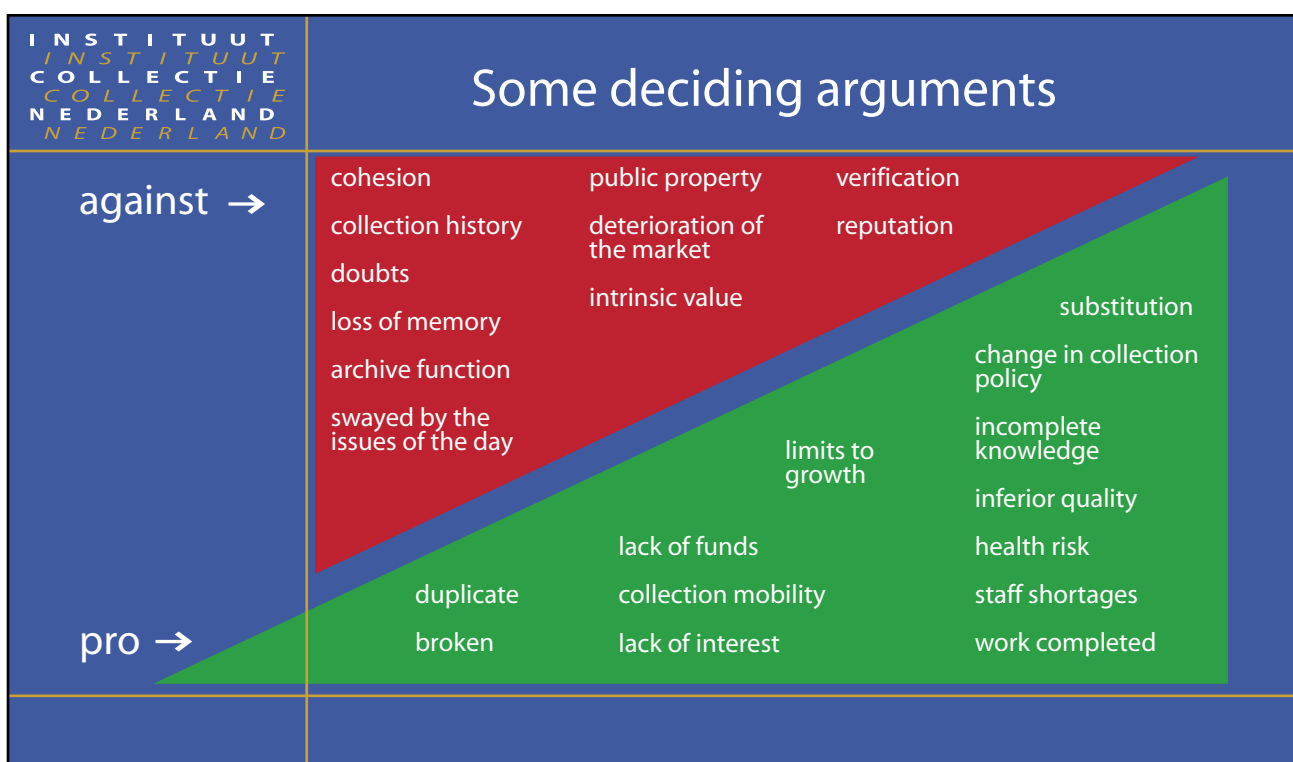 INSTITUUT
INSTITUUT
COLLECTIE
COLLECTIE
NEDERLAND
NEDERLAND
Some deciding arguments
against →
cohesion
collection history
doubts
loss of memory
archive function
swayed by the
issues of the day
public property
deterioration of
the market
intrinsic value
verification
reputation
pro →
duplicate
broken
lack of funds
collection mobility
lack of interest
limits to
growth
substitution
change in collection
policy
incomplete
knowledge
inferior quality
health risk
staff shortages
work completed